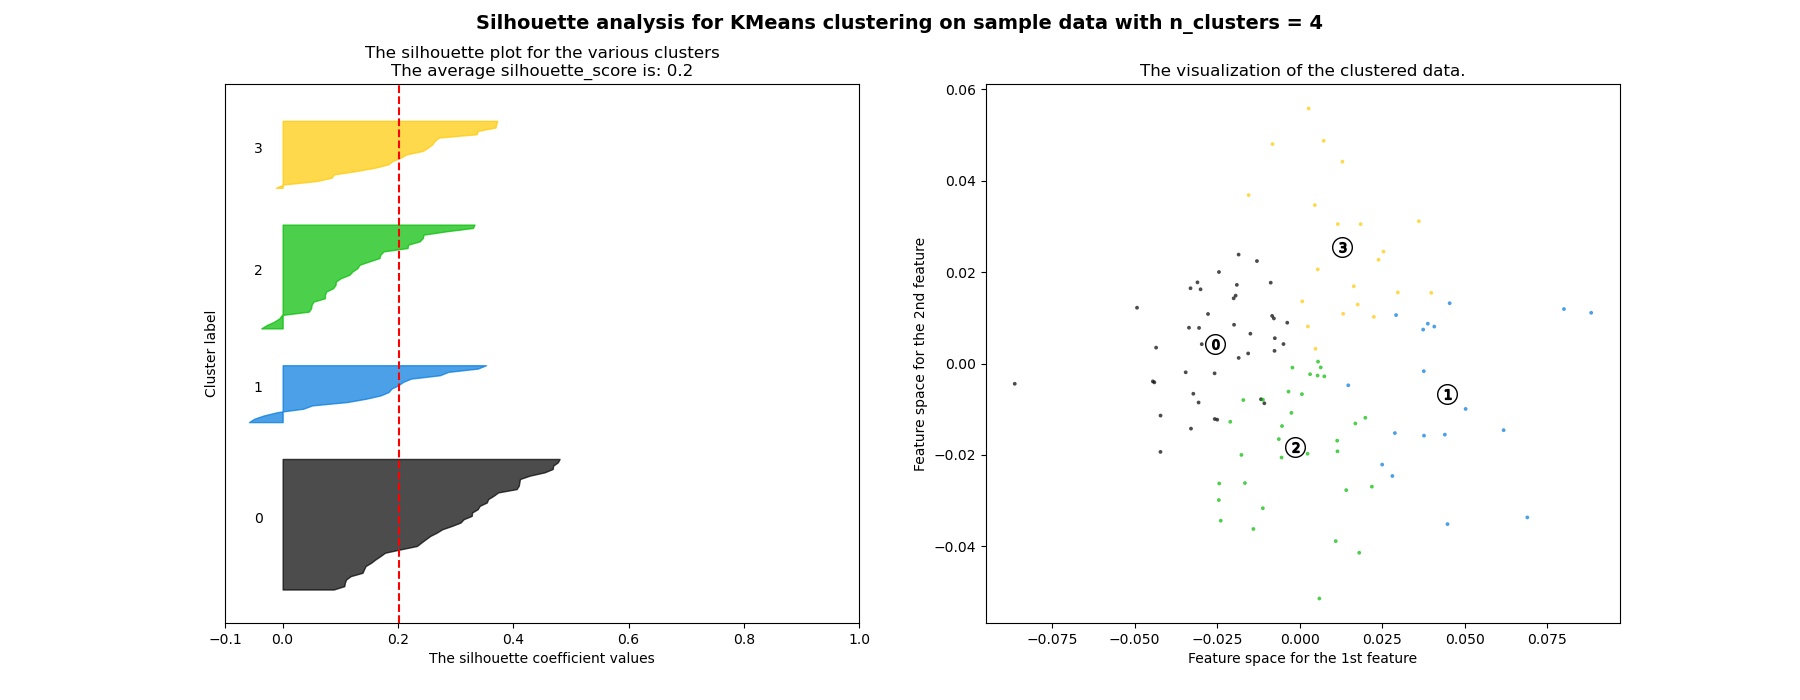 Silhouette analysis for KMeans clustering on sample data with n_clusters = 4
The silhouette plot for the various clusters
The average silhouette_score is: 0.2
Cluster label
3
2
1
0
−0.1 0.0 0.2 0.4 0.6 0.8 1.0
The silhouette coefficient values
The visualization of the clustered data.
Feature space for the 2nd feature
0.06
0.04
0.02
0.00
−0.02
−0.04
3
0
1
2
−0.075 −0.050 −0.025 0.000 0.025 0.050 0.075
Feature space for the 1st feature